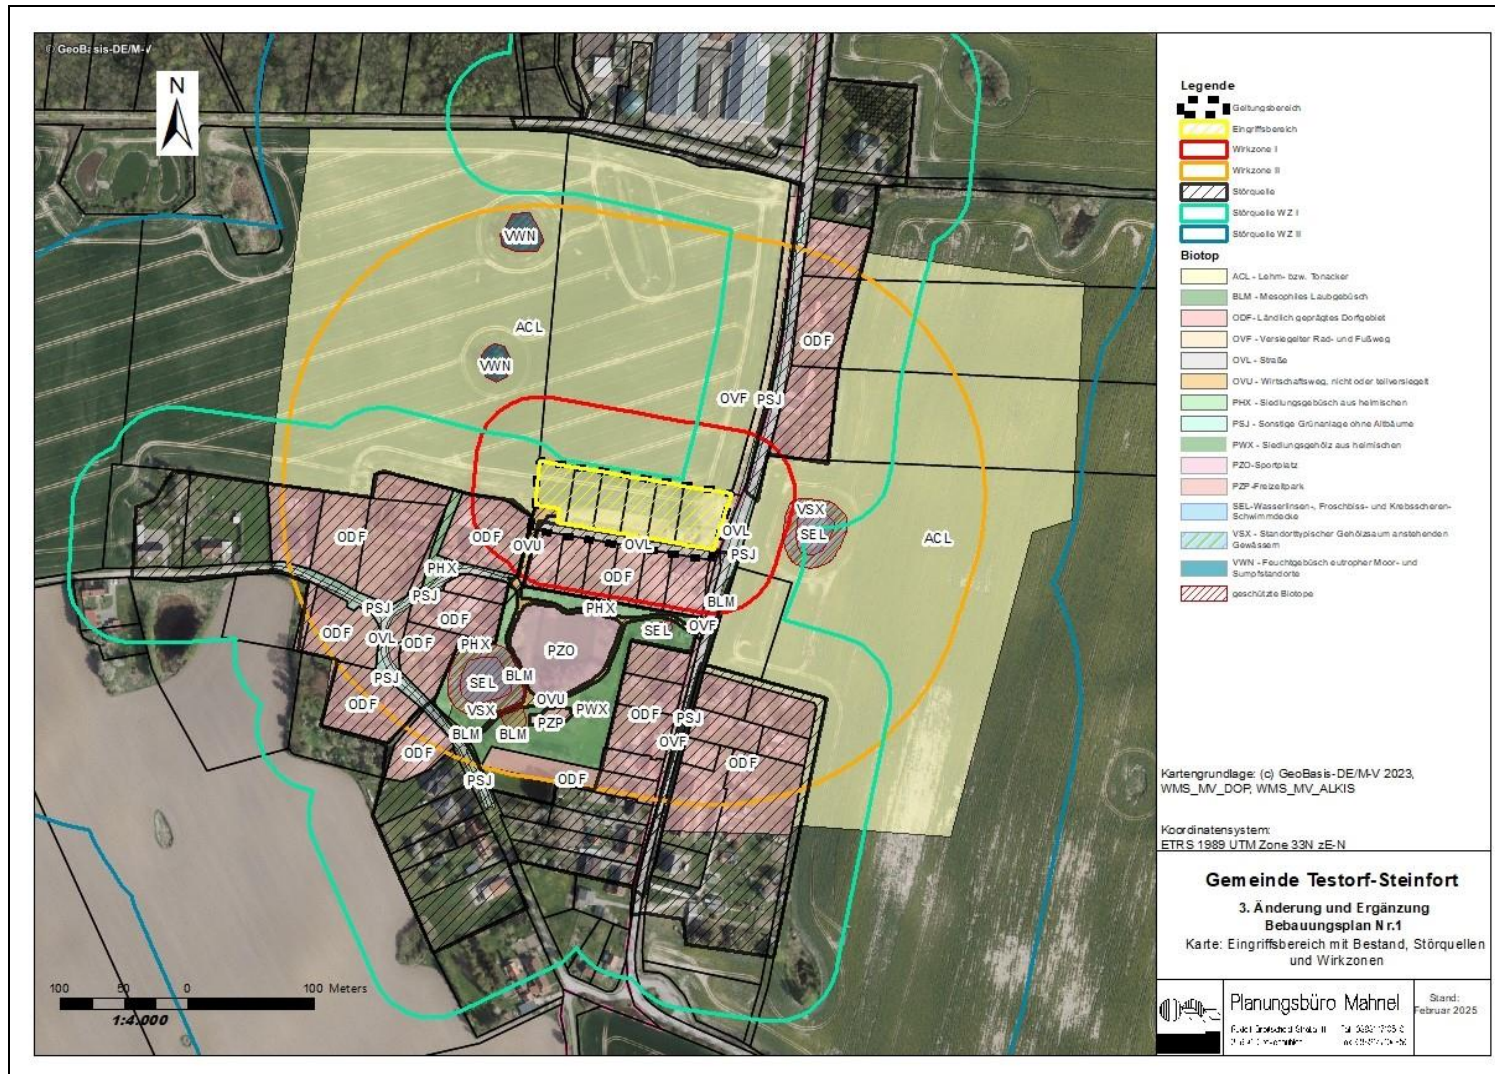 © GeoBasis-DE/M-V
N
VWN
ACL
VWN
ODF
OVF
PSJ
VSX
SEL
ACL
OVL
PSJ
ODF
ODF
OVU
OVL
ODF
BLM
PHX
PSJ
PHX
SEL
OVF
PSJ
OVL
ODF
ODF
ODF
PHX
PZO
PSJ
SEL
BLM
OVU
VSX
PWX
PZP
BLM
BLM
ODF
ODF
PSJ
ODF
ODF
PSJ
OVF
ODF
100 50 0 100 Meters
1:4.000
Legende
Geltungsbereich
Eingriffsbereich
Wirkzone I
Wirkzone II
Störquelle
Störquelle WZ I
Störquelle WZ II
Biotop
ACL - Lehm- bzw. Tonacker
BLM - Mesophiles Laubgebüsch
ODF- Ländlich geprägtes Dorfgebiet
OVF - Versiegelter Rad- und Fußweg
OVL - Straße
OVU - Wirtschaftsweg, nicht oder teilversiegelt
PHX - Siedlungsgebüsch aus heimischen
PSJ - Sonstige Grünanlage ohne Altbäume
PWX - Siedlungsgehölz aus heimischen
PZO-Sportplatz
PZP-Freizeitpark
SEL-Wasserlinsen-, Froschbiss- und Krebsscheren-
Schwimmdecke
VSX - Standorttypischer Gehölzsaum an stehenden
Gewässern
VWN - Feuchtgebüsch eutropher Moor- und
Sumpfstandorte
geschützte Biotope
Kartengrundlage: (c) GeoBasis-DE/M-V 2023,
WMS_MV_DOP, WMS_MV_ALKIS
Koordinatensystem:
ETRS 1989 UTM Zone 33N zE-N
Gemeinde Testorf-Steinfort
3. Änderung und Ergänzung
Bebauungsplan Nr.1
Karte: Eingriffsbereich mit Bestand, Störquellen
und Wirkzonen
Planungsbüro Mahnel
Stand:
Februar 2025